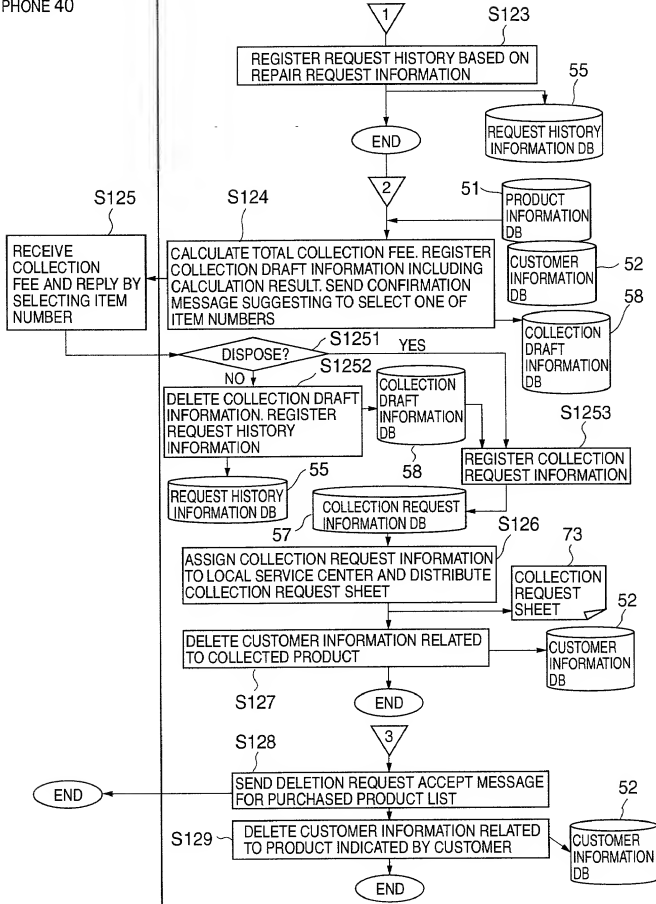 PHONE 40
1
S123
REGISTER REQUEST HISTORY BASED ON
REPAIR REQUEST INFORMATION
55
REQUEST HISTORY
INFORMATION DB
END
2
51
PRODUCT
INFORMATION
DB
S125
S124
RECEIVE
COLLECTION
FEE AND REPLY BY
SELECTING ITEM
NUMBER
CALCULATE TOTAL COLLECTION FEE. REGISTER
COLLECTION DRAFT INFORMATION INCLUDING
CALCULATION RESULT. SEND CONFIRMATION
MESSAGE SUGGESTING TO SELECT ONE OF
ITEM NUMBERS
CUSTOMER
INFORMATION
DB
52
58
COLLECTION
DRAFT
INFORMATION
DB
S1251
DISPOSE?
YES
NO
S1252
DELETE COLLECTION DRAFT
INFORMATION. REGISTER
REQUEST HISTORY
INFORMATION
COLLECTION
DRAFT
INFORMATION
DB
58
S1253
REGISTER COLLECTION
REQUEST INFORMATION
55
REQUEST HISTORY
INFORMATION DB
57
COLLECTION REQUEST
INFORMATION DB
S126
ASSIGN COLLECTION REQUEST INFORMATION
TO LOCAL SERVICE CENTER AND DISTRIBUTE
COLLECTION REQUEST SHEET
73
COLLECTION
REQUEST
SHEET
DELETE CUSTOMER INFORMATION RELATED
TO COLLECTED PRODUCT
52
CUSTOMER
INFORMATION
DB
S127
END
3
S128
SEND DELETION REQUEST ACCEPT MESSAGE
FOR PURCHASED PRODUCT LIST
END
S129
DELETE CUSTOMER INFORMATION RELATED
TO PRODUCT INDICATED BY CUSTOMER
52
CUSTOMER
INFORMATION
DB
END